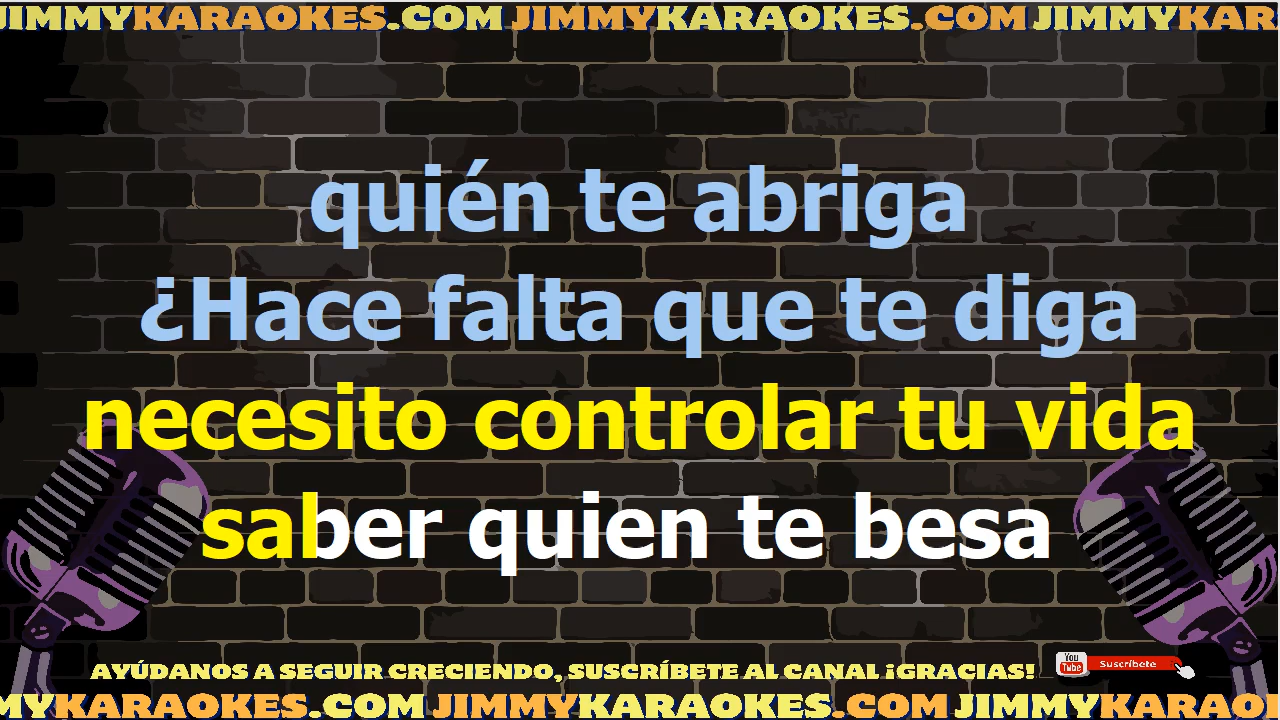 JIMMYKARAOKES.COM JIMMYKARAOKES.COM JIMMYKAR
quién te abriga
¿Hace falta que te diga
necesito controlar tu vida
saber quien te besa
AYÚDANOS A SEGUIR CRECIENDO, SUSCRÍBETE AL CANAL ¡GRACIAS!
You Tube Suscríbete
MYKARAOKES.COM JIMMYKARAOKES.COM JIMMYKARAOK